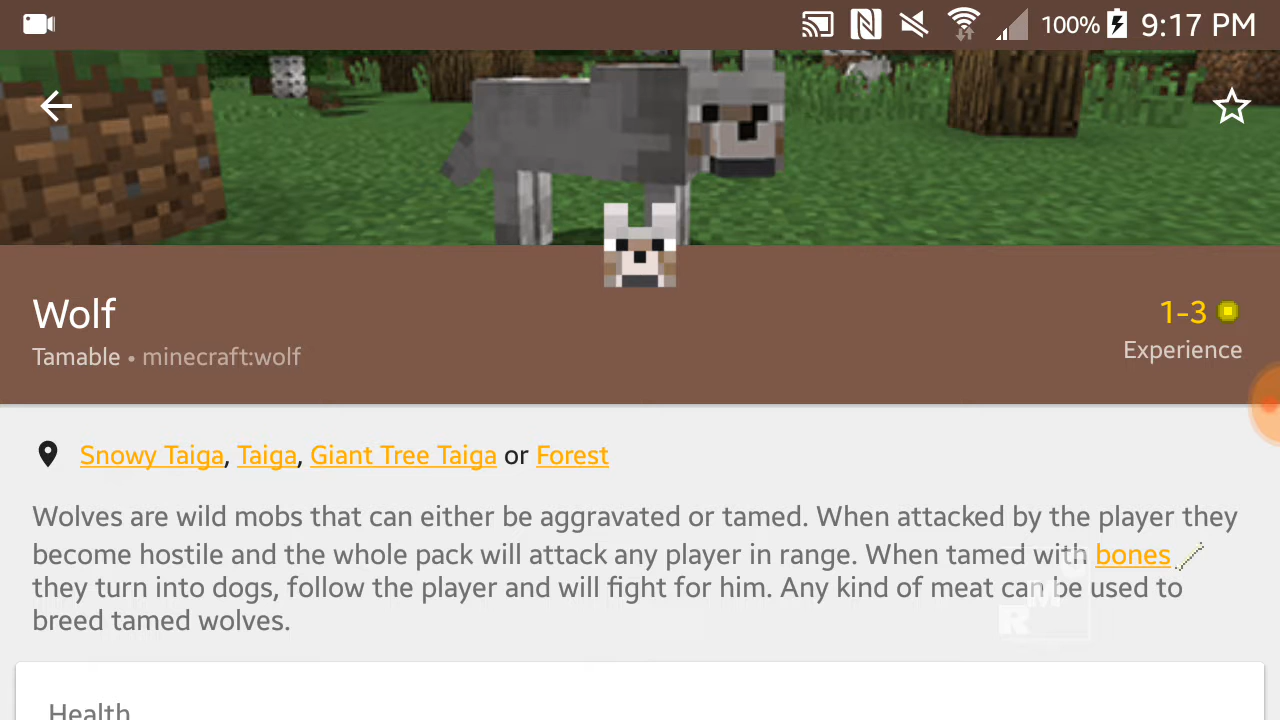 100% 9:17 PM
Wolf
1-3
Tamable • minecraft:wolf
Experience
Snowy Taiga, Taiga, Giant Tree Taiga or Forest
Wolves are wild mobs that can either be aggravated or tamed. When attacked by the player they
become hostile and the whole pack will attack any player in range. When tamed with bones
they turn into dogs, follow the player and will fight for him. Any kind of meat can be used to
breed tamed wolves.
RM
Health